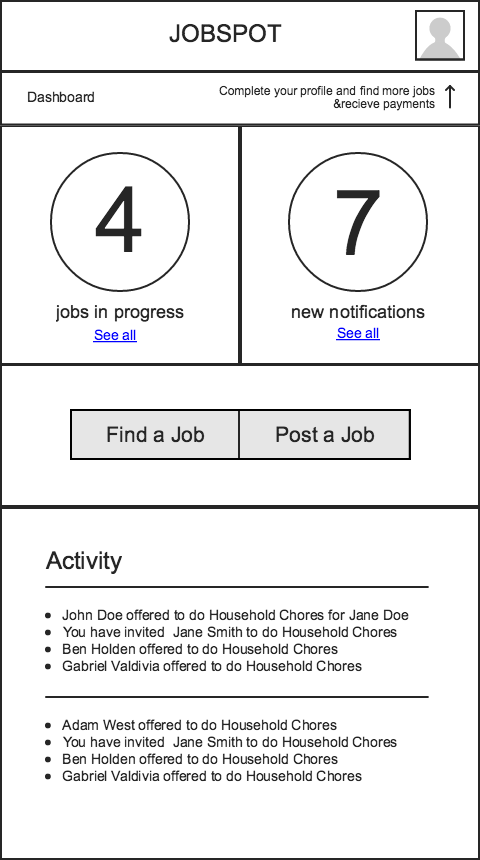 JOBSPOT
Dashboard
Complete your profile and find more jobs
&recieve payments
4
jobs in progress
See all
7
new notifications
See all
Find a Job
Post a Job
Activity
John Doe offered to do Household Chores for Jane Doe
You have invited  Jane Smith to do Household Chores
Ben Holden offered to do Household Chores
Gabriel Valdivia offered to do Household Chores
Adam West offered to do Household Chores
You have invited  Jane Smith to do Household Chores
Ben Holden offered to do Household Chores
Gabriel Valdivia offered to do Household Chores